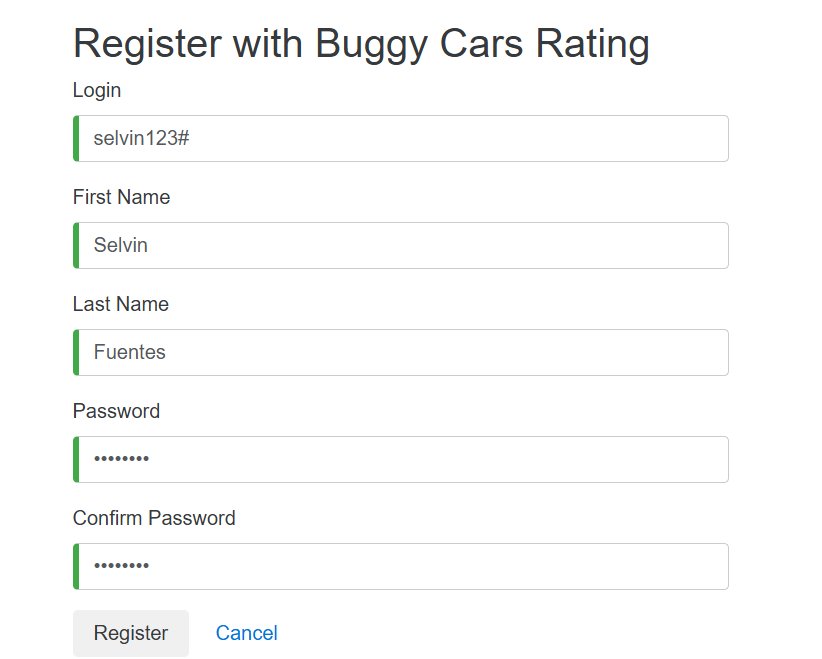 Register with Buggy Cars Rating
Login
selvin123#
First Name
Selvin
Last Name
Fuentes
Password
••••••••
Confirm Password
••••••••
Register Cancel